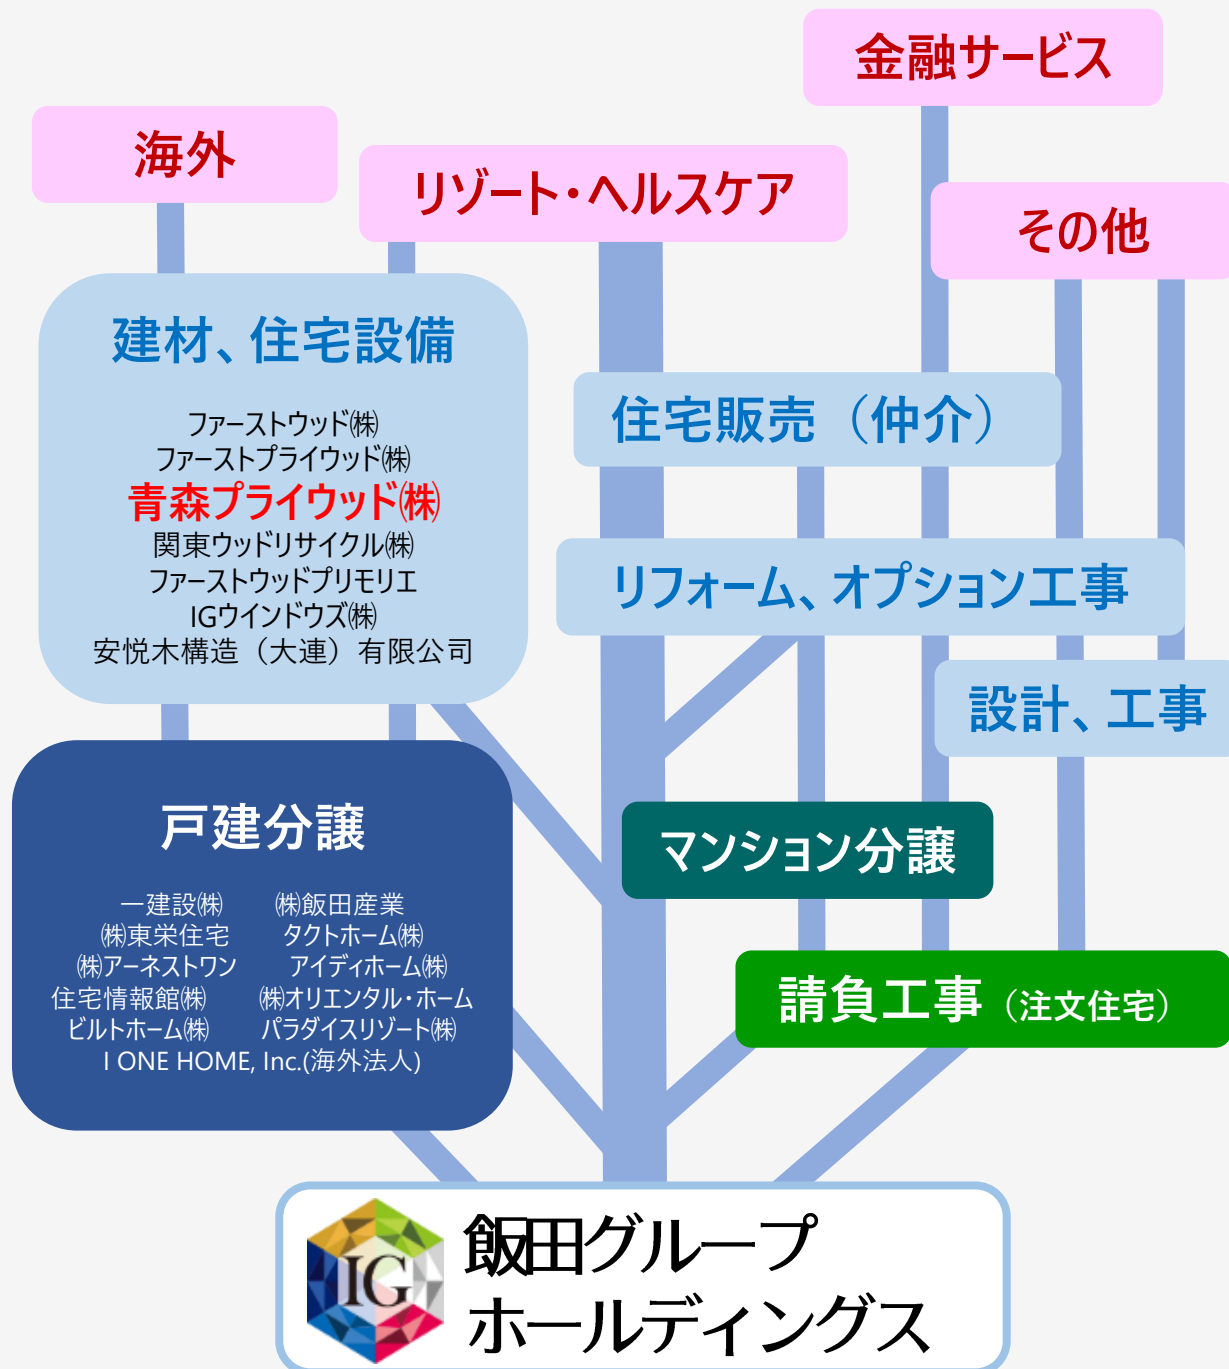 金融サービス
海外
リゾート・ヘルスケア
その他
建材、住宅設備
ファーストウッド㈱
ファーストプライウッド㈱
青森プライウッド㈱
関東ウッドリサイクル㈱
ファーストウッドプリモリエ
IGウインドウズ㈱
安悦木構造（大連）有限公司
住宅販売（仲介）
リフォーム、オプション工事
設計、工事
戸建分譲
一建設㈱ ㈱飯田産業
㈱東栄住宅 タクトホーム㈱
㈱アーネストワン アイディホーム㈱
住宅情報館㈱ ㈱オリエンタル・ホーム
ビルトホーム㈱ パラダイスリゾート㈱
I ONE HOME, Inc.(海外法人)
マンション分譲
請負工事（注文住宅）
IG
飯田グループ
ホールディングス